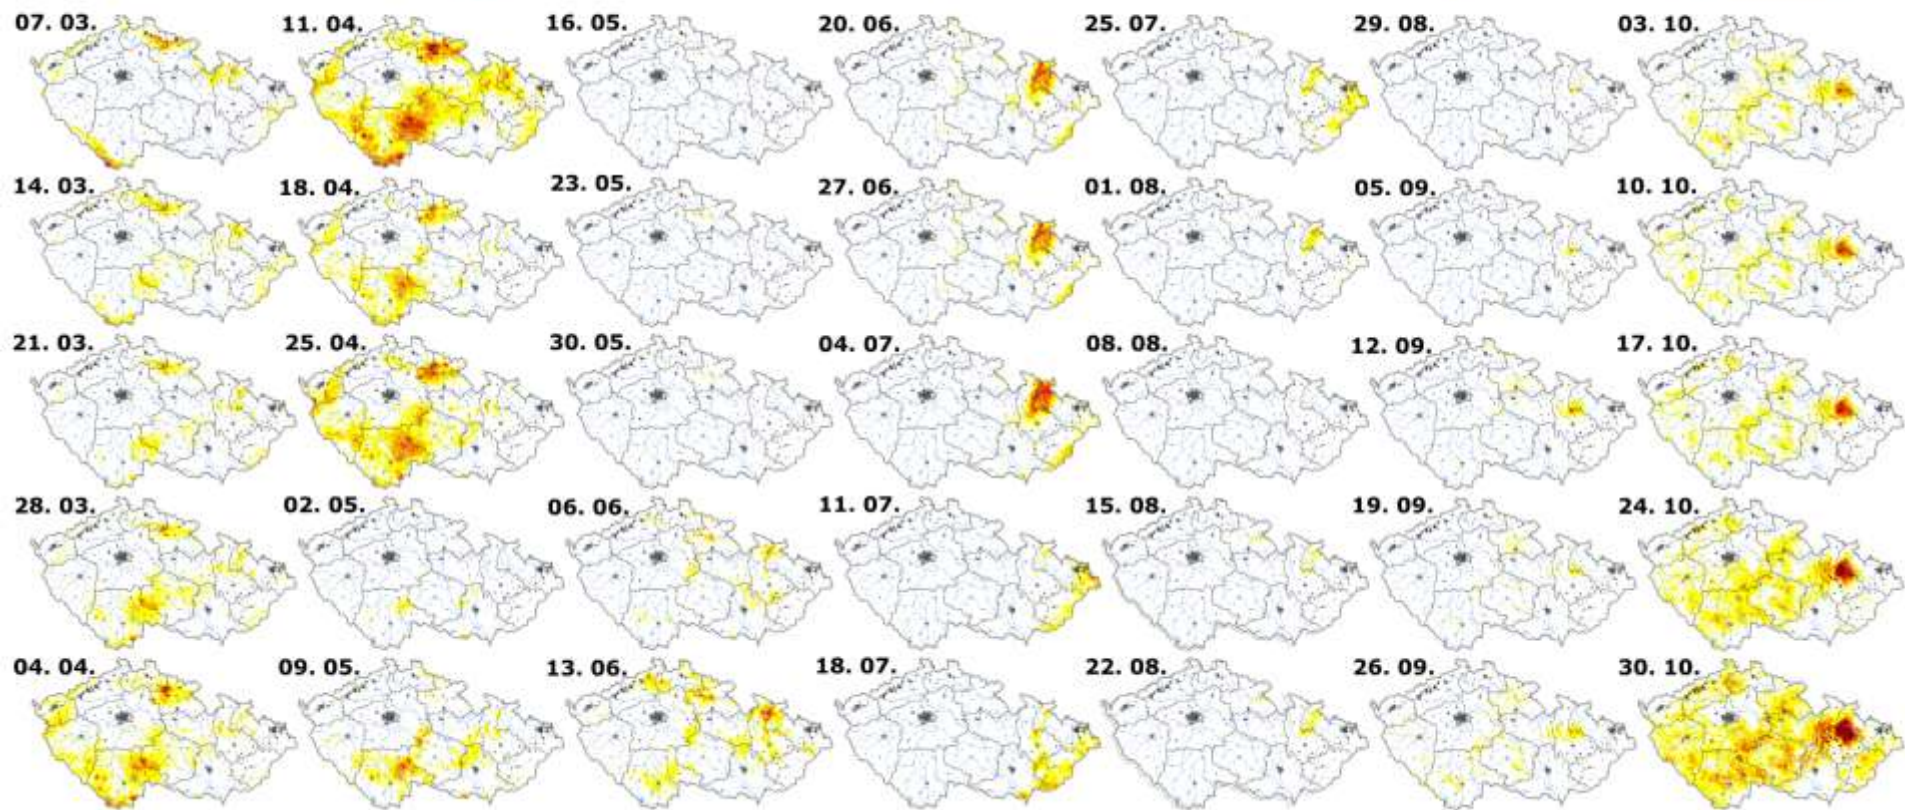 07. 03. 11. 04. 16. 05. 20. 06. 25. 07. 29. 08. 03. 10.
14. 03. 18. 04. 23. 05. 27. 06. 01. 08. 05. 09. 10. 10.
21. 03. 25. 04. 30. 05. 04. 07. 08. 08. 12. 09. 17. 10.
28. 03. 02. 05. 06. 06. 11. 07. 15. 08. 19. 09. 24. 10.
04. 04. 09. 05. 13. 06. 18. 07. 22. 08. 26. 09. 30. 10.